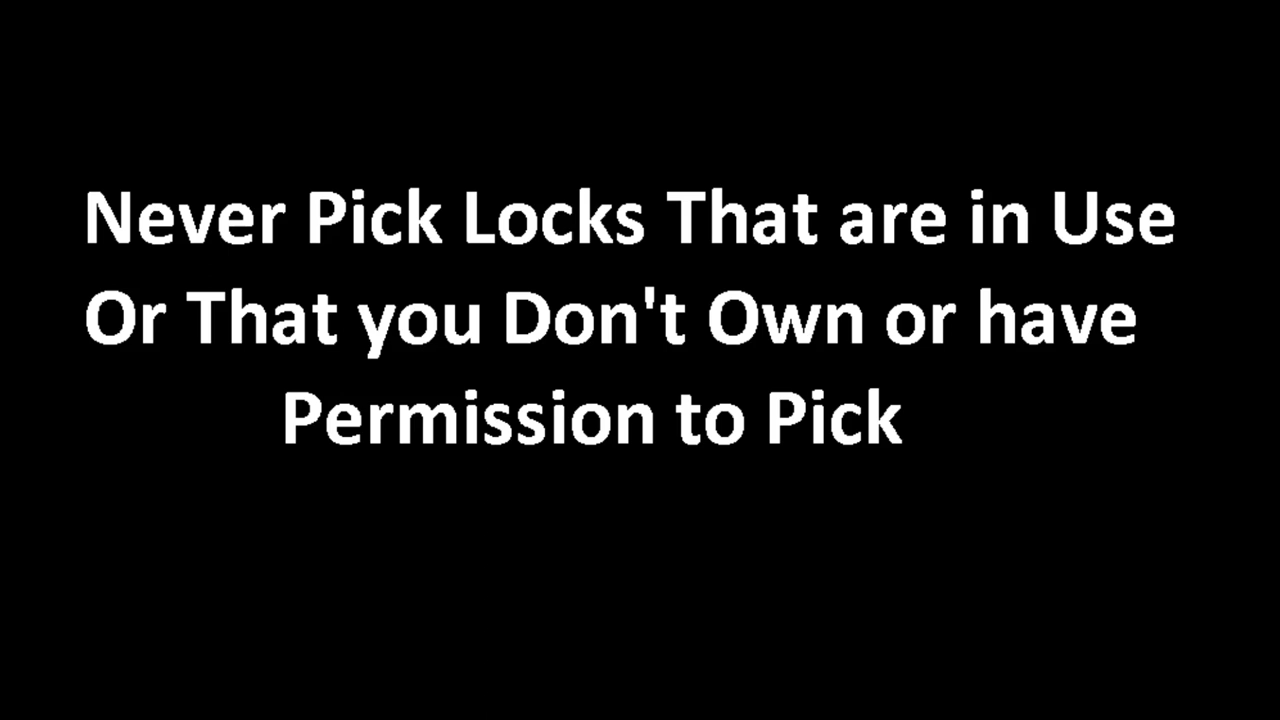 Never Pick Locks That are in Use
Or That you Don't Own or have
Permission to Pick